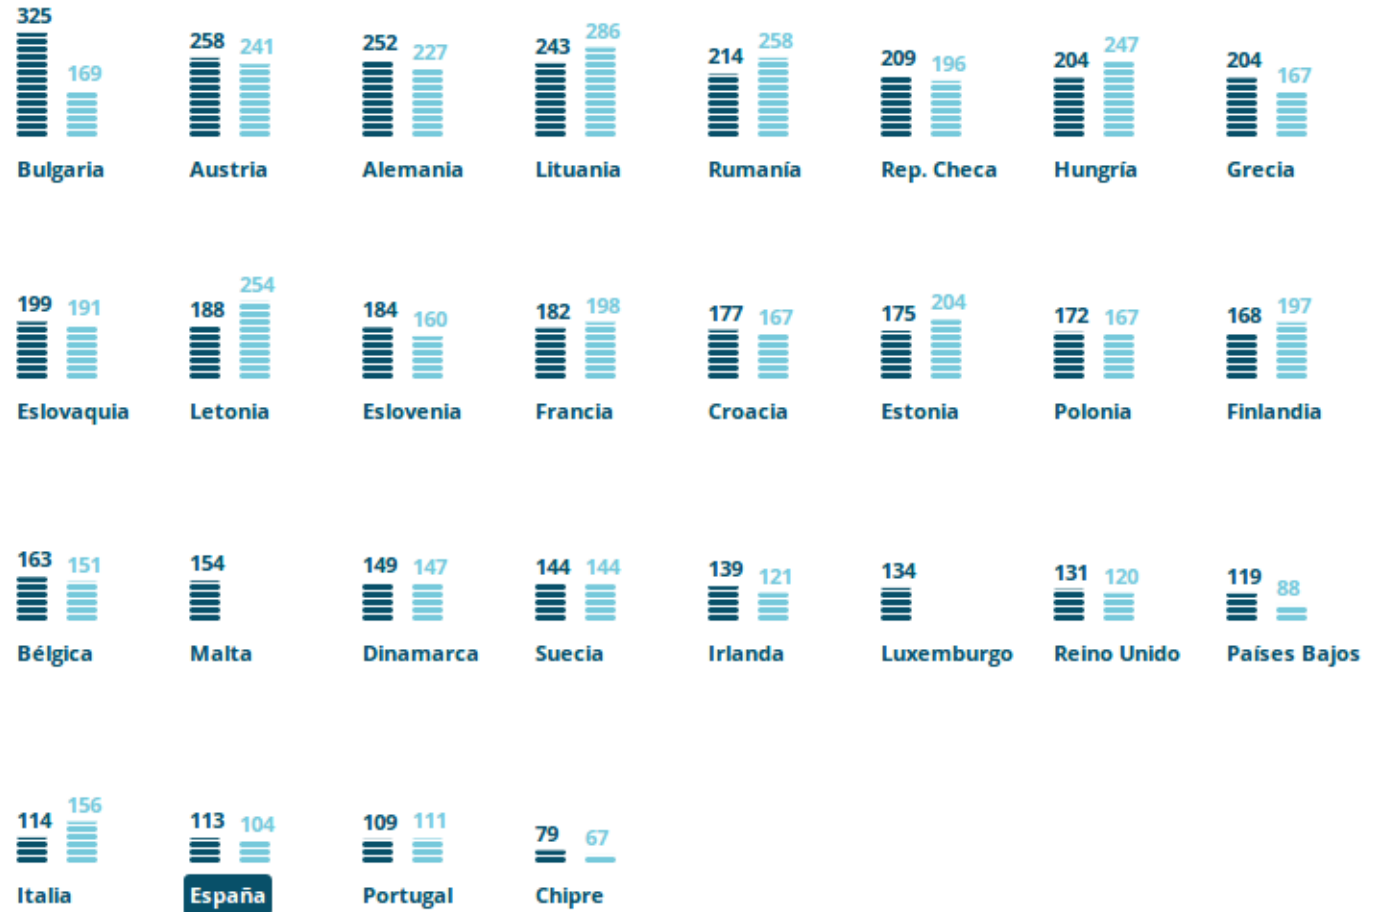 325 169 258 241 252 227 243 286 214 258 209 196 204 247 204 167
Bulgaria Austria Alemania Lituania Rumanía Rep. Checa Hungría Grecia
199 191 188 254 184 160 182 198 177 167 175 204 172 167 168 197
Eslovaquia Letonia Eslovenia Francia Croacia Estonia Polonia Finlandia
163 151 154 149 147 144 144 139 121 134 131 120 119 88
Bélgica Malta Dinamarca Suecia Irlanda Luxemburgo Reino Unido Países Bajos
114 156 113 104 109 111 79 67
Italia España Portugal Chipre